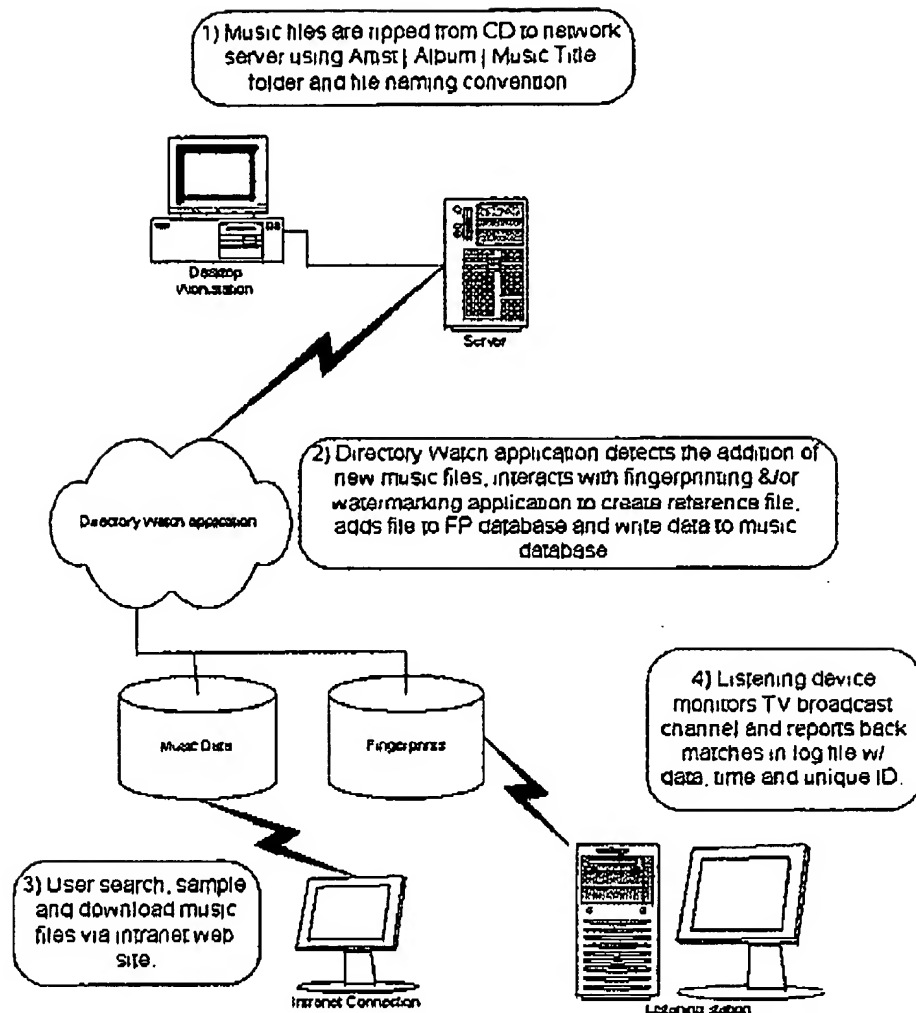 1) Music files are ripped from CD to network
server using Artist | Album | Music Title
folder and file naming convention
Desktop
Workstation
Server
2) Directory Watch application detects the addition of
new music files, interacts with fingerprinting &/or
watermarking application to create reference file,
adds file to FP database and write data to music
database
Directory Watch application
Music Data
Fingerprints
4) Listening device
monitors TV broadcast
channel and reports back
matches in log file w/
data, time and unique ID.
3) User search, sample
and download music
files via intranet web
site.
Intranet Connection
Listening station